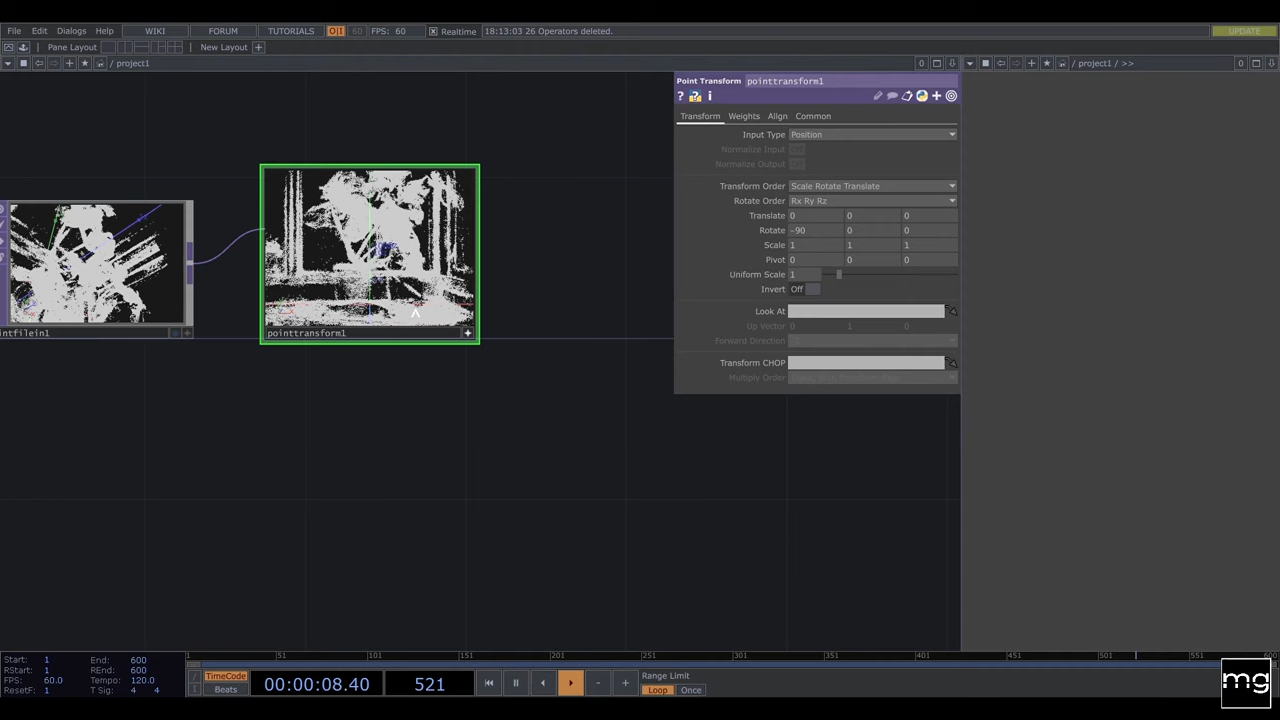 File Edit Dialogs Help WIKI FORUM TUTORIALS O|I 60 FPS: 60 Realtime 18:13:03 26 Operators deleted. UPDATE
Pane Layout New Layout +
/ project1 0 / project1 / >> 0
Point Transform pointtransform1
? ? i
Transform Weights Align Common
Input Type Position
Normalize Input
Normalize Output
Transform Order Scale Rotate Translate
Rotate Order Rx Ry Rz
Translate 0 0 0
Rotate -90 0 0
Scale 1 1 1
Pivot 0 0 0
Uniform Scale 1
Invert Off
Look At
Up Vector 0 1 0
Forward Direction
Transform CHOP
Multiply Order
intfilein1
pointtransform1
1 51 101 151 201 251 301 351 401 451 501 551 600
Start: 1 End: 600
RStart: 1 REnd: 600
FPS: 60.0 Tempo: 120.0
ResetF: 1 T Sig: 4 4
TimeCode
Beats
00:00:08.40
521
Range Limit
Loop Once
mg